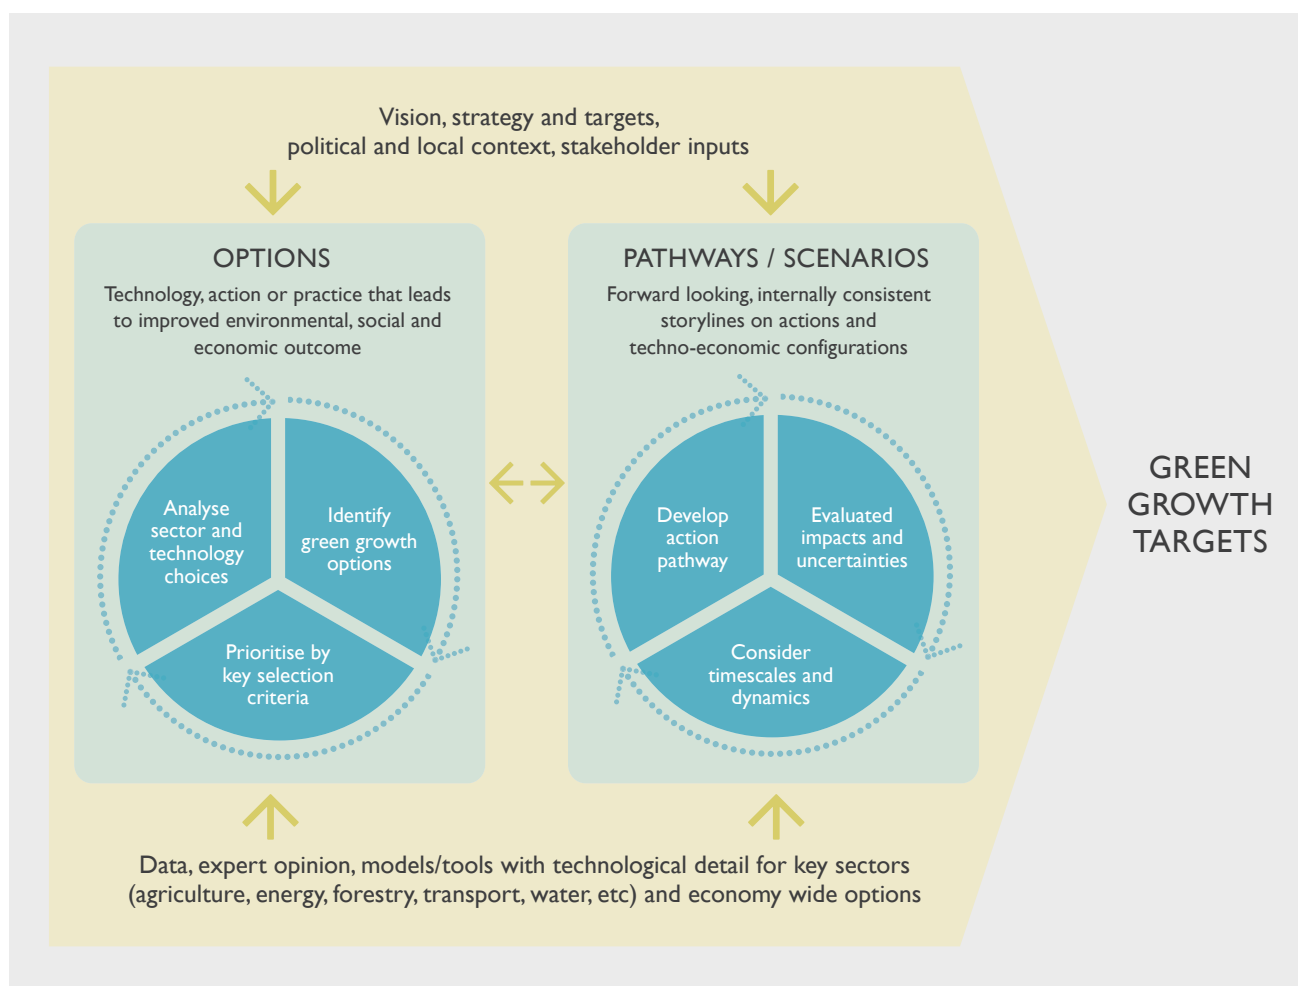 Vision, strategy and targets,
political and local context, stakeholder inputs
OPTIONS
Technology, action or practice that leads
to improved environmental, social and
economic outcome
Analyse
sector and
technology
choices
Identify
green growth
options
Prioritise by
key selection
criteria
PATHWAYS / SCENARIOS
Forward looking, internally consistent
storylines on actions and
techno-economic configurations
Develop
action
pathway
Evaluated
impacts and
uncertainties
Consider
timescales and
dynamics
Data, expert opinion, models/tools with technological detail for key sectors
(agriculture, energy, forestry, transport, water, etc) and economy wide options
GREEN
GROWTH
TARGETS